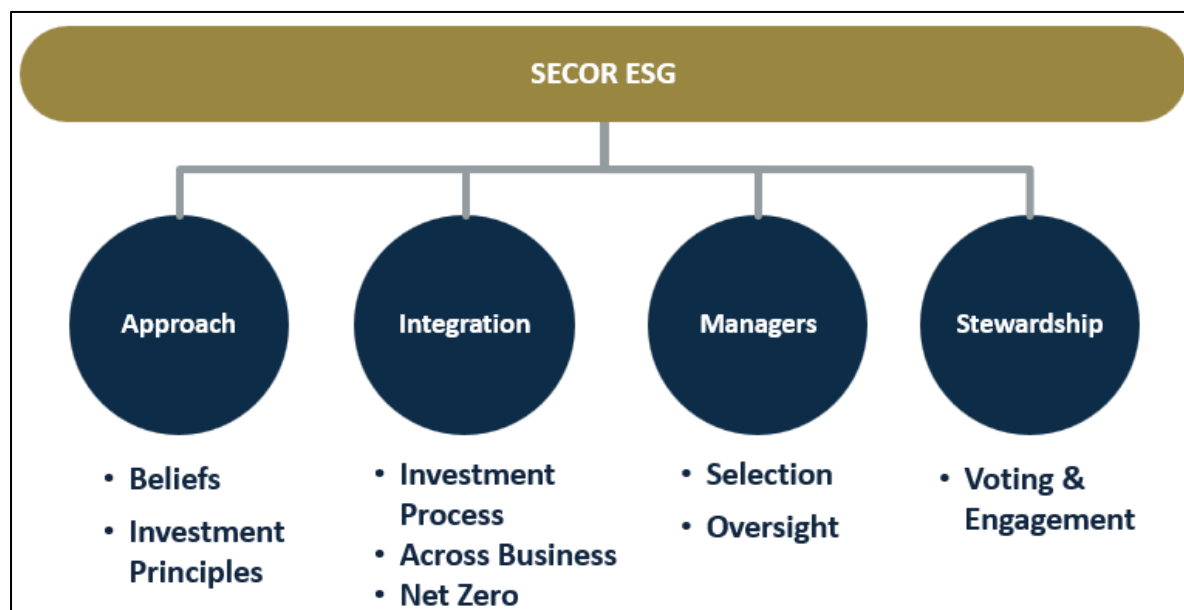 SECOR ESG
Approach
Integration
Managers
Stewardship
• Beliefs
• Investment
Principles
• Investment
Process
• Across Business
• Net Zero
• Selection
• Oversight
• Voting &
Engagement